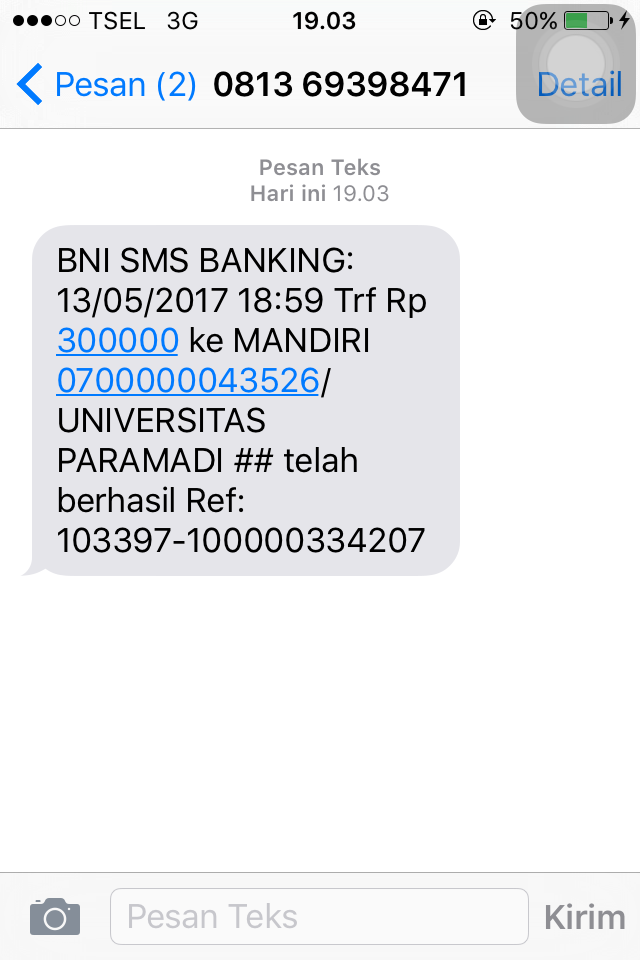 TSEL 3G 19.03 50%
Pesan (2) 0813 69398471 Detail
Pesan Teks
Hari ini 19.03
BNI SMS BANKING:
13/05/2017 18:59 Trf Rp
300000 ke MANDIRI
0700000043526/
UNIVERSITAS
PARAMADI ## telah
berhasil Ref:
103397-100000334207
Pesan Teks Kirim